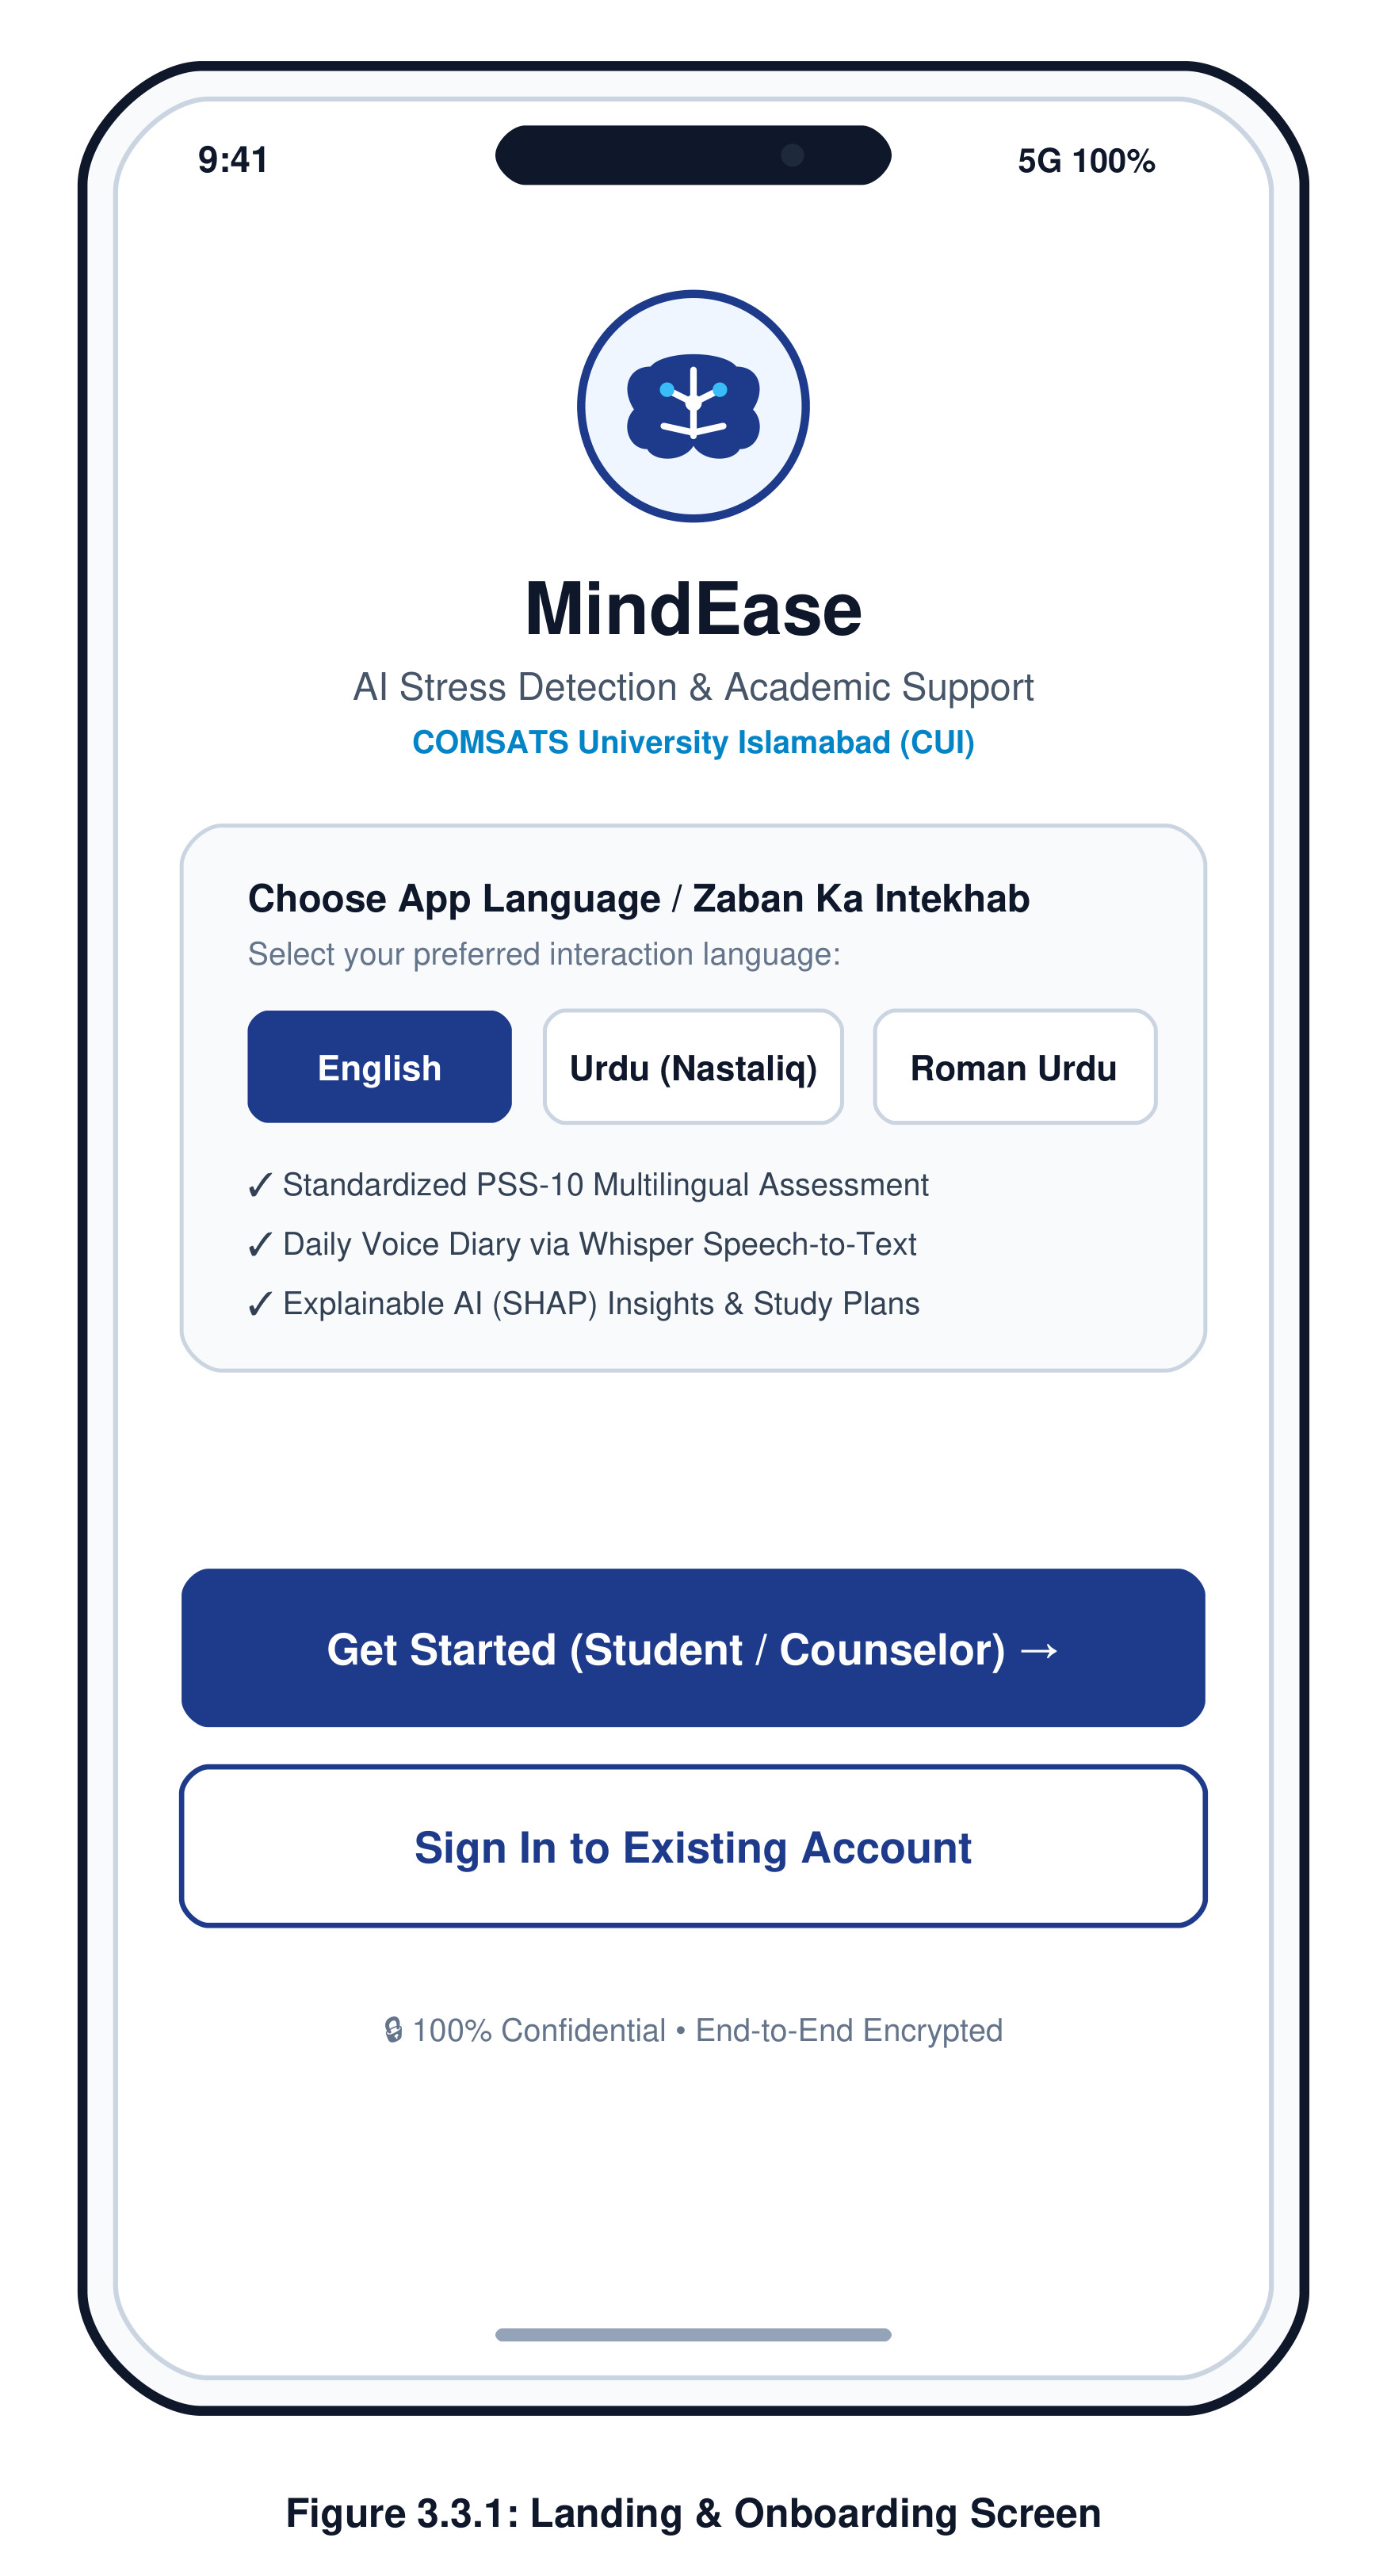 9:41
5G 100%
MindEase
AI Stress Detection & Academic Support
COMSATS University Islamabad (CUI)
Choose App Language / Zaban Ka Intekhab
Select your preferred interaction language:
English
Urdu (Nastaliq)
Roman Urdu
✓ Standardized PSS-10 Multilingual Assessment
✓ Daily Voice Diary via Whisper Speech-to-Text
✓ Explainable AI (SHAP) Insights & Study Plans
Get Started (Student / Counselor) →
Sign In to Existing Account
🔒 100% Confidential • End-to-End Encrypted
Figure 3.3.1: Landing & Onboarding Screen